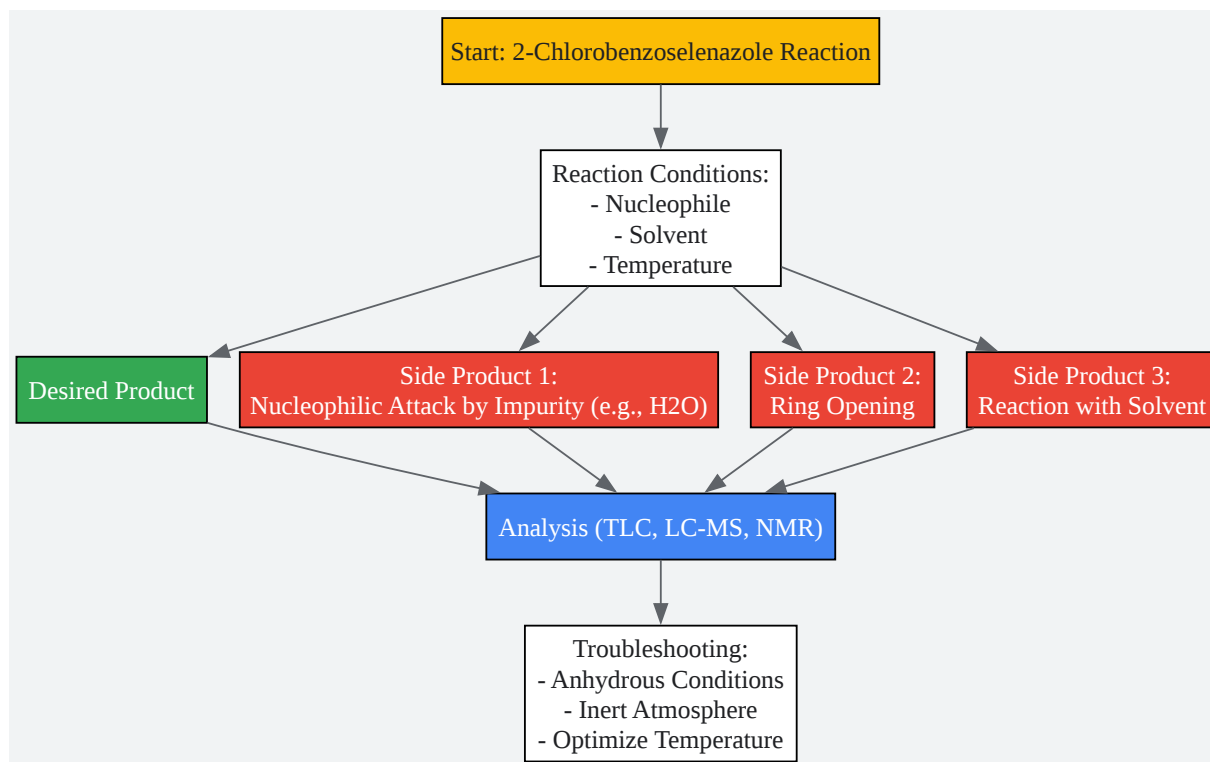 Start: 2-Chlorobenzoselenazole Reaction
Reaction Conditions:
- Nucleophile
- Solvent
- Temperature
Desired Product
Side Product 1:
Nucleophilic Attack by Impurity (e.g., H2O)
Side Product 2:
Ring Opening
Side Product 3:
Reaction with Solvent
Analysis (TLC, LC-MS, NMR)
Troubleshooting:
- Anhydrous Conditions
- Inert Atmosphere
- Optimize Temperature